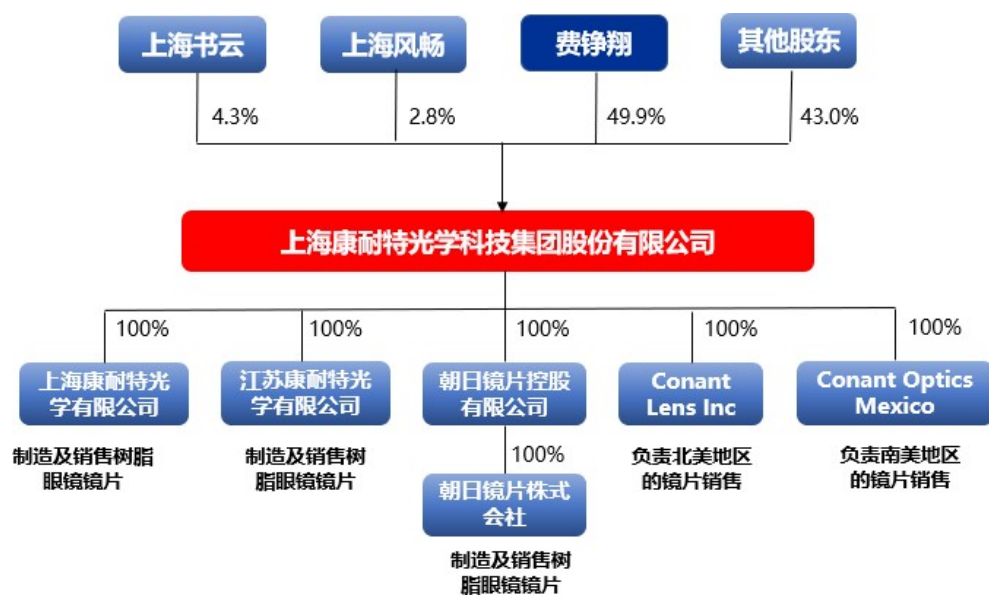 上海书云
上海风畅
费铮翔
其他股东
4.3%
2.8%
49.9%
43.0%
上海康耐特光学科技集团股份有限公司
100%
100%
100%
100%
100%
上海康耐特光
学有限公司
江苏康耐特光
学有限公司
朝日镜片控股
有限公司
Conant
Lens Inc
Conant Optics
Mexico
制造及销售树脂
眼镜镜片
制造及销售树
脂眼镜镜片
100%
负责北美地区
的镜片销售
负责南美地区
的镜片销售
朝日镜片株式
会社
制造及销售树
脂眼镜镜片